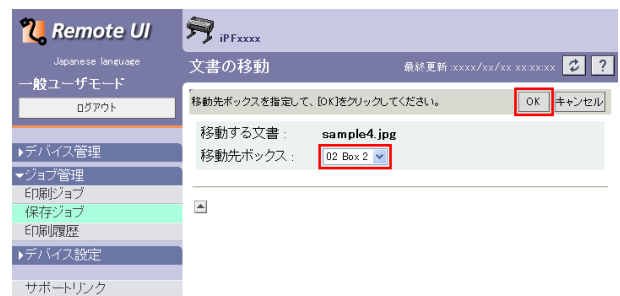 Remote UI
iPFxxxx
Japanese language
一般ユーザモード
ログアウト
文書の移動
最終更新:xxxx/xx/xx xx:xx:xx
?
移動先ボックスを指定して、[OK]をクリックしてください。
OK
キャンセル
移動する文書 :
sample4.jpg
移動先ボックス :
02 Box 2
デバイス管理
ジョブ管理
印刷ジョブ
保存ジョブ
印刷履歴
デバイス設定
サポートリンク